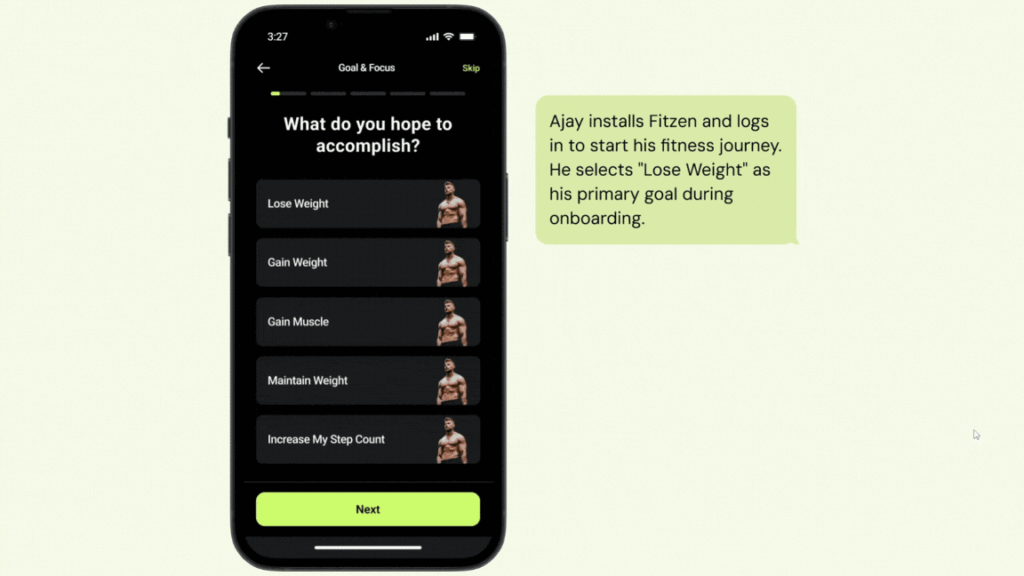 3:27
Goal & Focus
Skip
What do you hope to
accomplish?
Lose Weight
Gain Weight
Gain Muscle
Maintain Weight
Increase My Step Count
Next
Ajay installs Fitzen and logs
in to start his fitness journey.
He selects "Lose Weight" as
his primary goal during
onboarding.